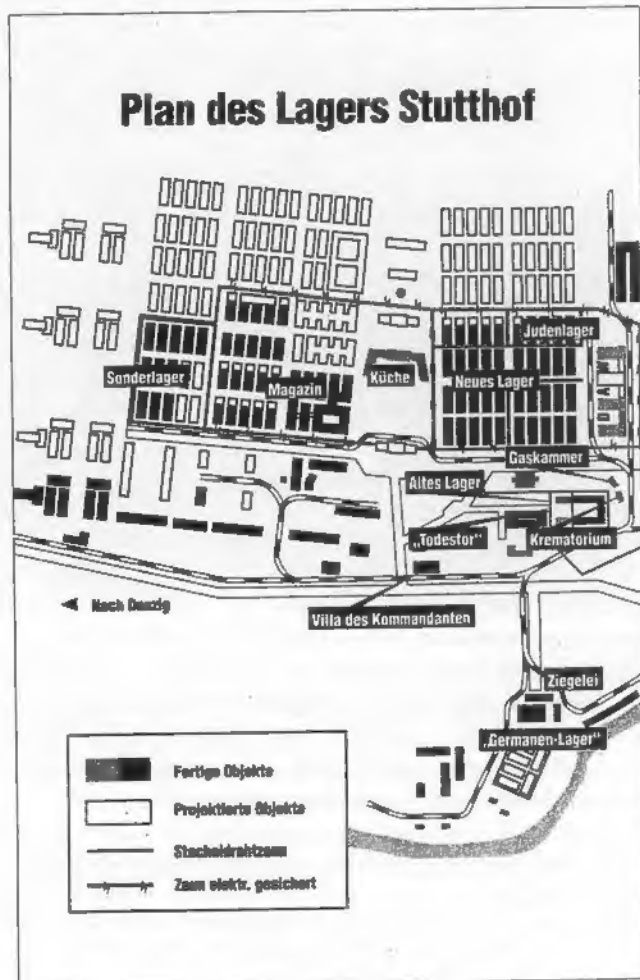 Plan des Lagers Stutthof
Judenlager
Sonderlager
Magazin
Küche
Neues Lager
Gaskammer
Altes Lager
„Todestor“
Krematorium
Nach Danzig
Villa des Kommandanten
Ziegelei
„Germanen-Lager“
Fertige Objekte
Projektierte Objekte
Stacheldrahtzaun
Zaun elektr. gesichert